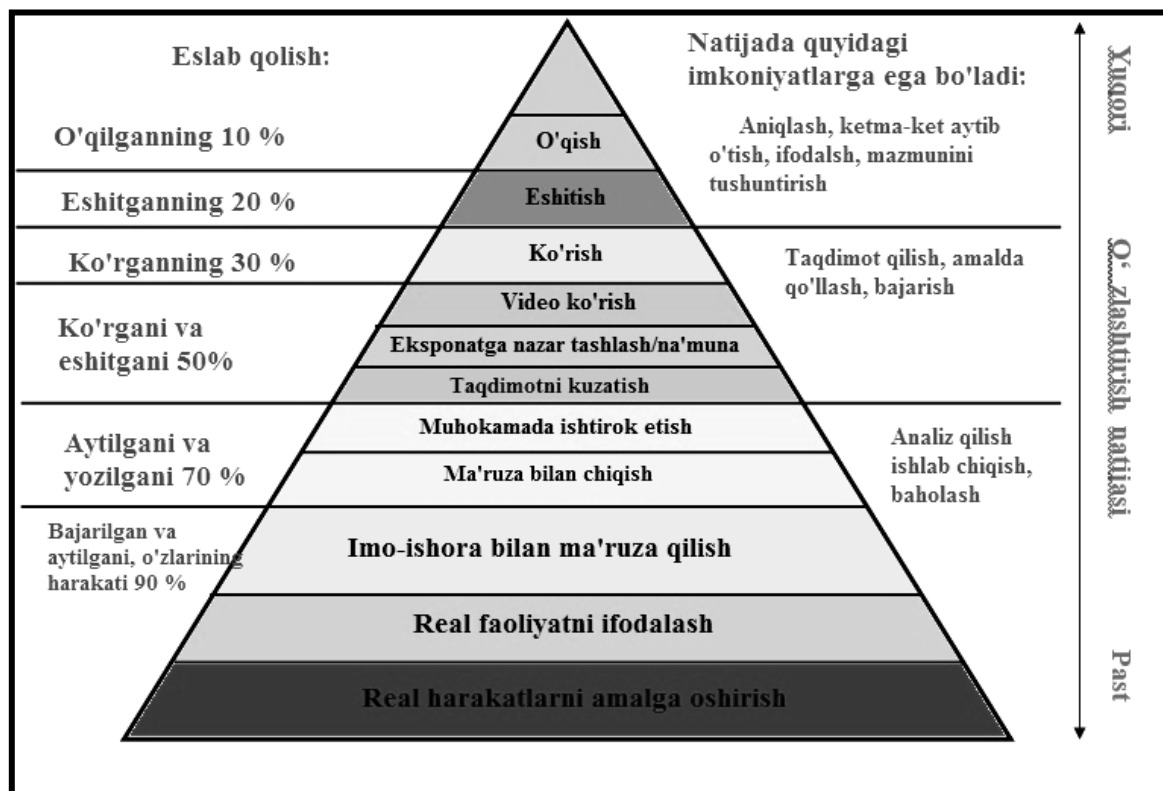 Eslab qolish:
O'qilganning 10 %
Eshitganning 20 %
Ko'rganning 30 %
Ko'rgani va
eshitgani 50%
Aytilgani va
yozilgani 70 %
Bajarilgan va
aytilgani, o'zlarining
harakati 90 %
O'qish
Eshitish
Ko'rish
Video ko'rish
Eksponatga nazar tashlash/na'muna
Taqdimotni kuzatish
Muhokamada ishtirok etish
Ma'ruza bilan chiqish
Imo-ishora bilan ma'ruza qilish
Real faoliyatni ifodalash
Real harakatlarni amalga oshirish
Natijada quyidagi
imkoniyatlarga ega bo'ladi:
Aniqlash, ketma-ket aytib
o'tish, ifodalsh, mazmunini
tushuntirish
Taqdimot qilish, amalda
qo'llash, bajarish
Analiz qilish
ishlab chiqish,
baholash
Yuqori
O‘ zlashtirish natijasi
Past